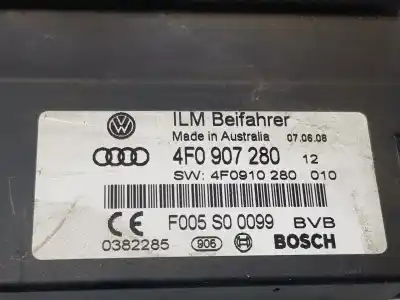 ILM Beifahrer
Made in Australia 07.06.08
4F0 907 280 12
SW: 4F0910 280 010
CE F005 S0 0099 BVB
0382285 906 BOSCH